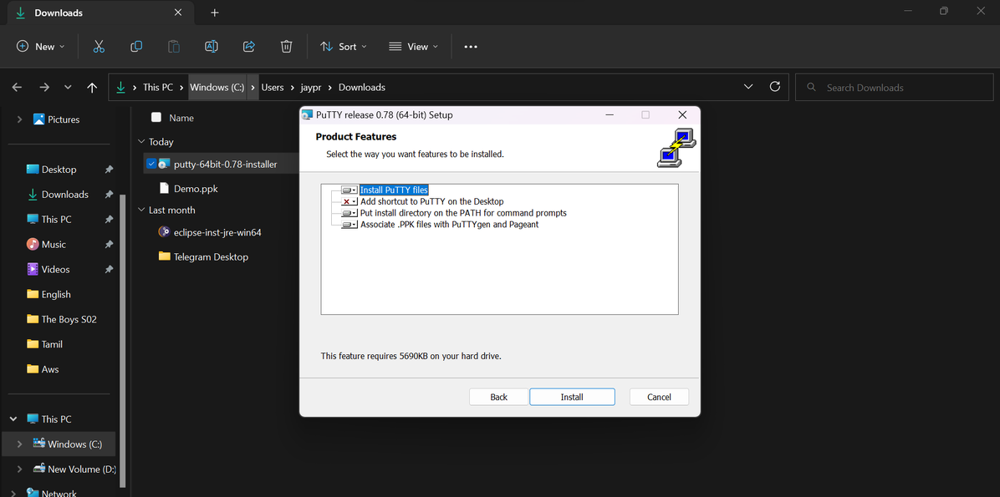 Downloads
New
Sort
View
This PC
Windows (C:)
Users
jaypr
Downloads
Search Downloads
Pictures
Desktop
Downloads
This PC
Music
Videos
English
The Boys S02
Tamil
Aws
This PC
Windows (C:)
New Volume (D:)
Network
Name
Today
putty-64bit-0.78-installer
Demo.ppk
Last month
eclipse-inst-jre-win64
Telegram Desktop
PuTTY release 0.78 (64-bit) Setup
Product Features
Select the way you want features to be installed.
Install PuTTY files
Add shortcut to PuTTY on the Desktop
Put install directory on the PATH for command prompts
Associate .PPK files with PuTTYgen and Pageant
This feature requires 5690KB on your hard drive.
Back
Install
Cancel